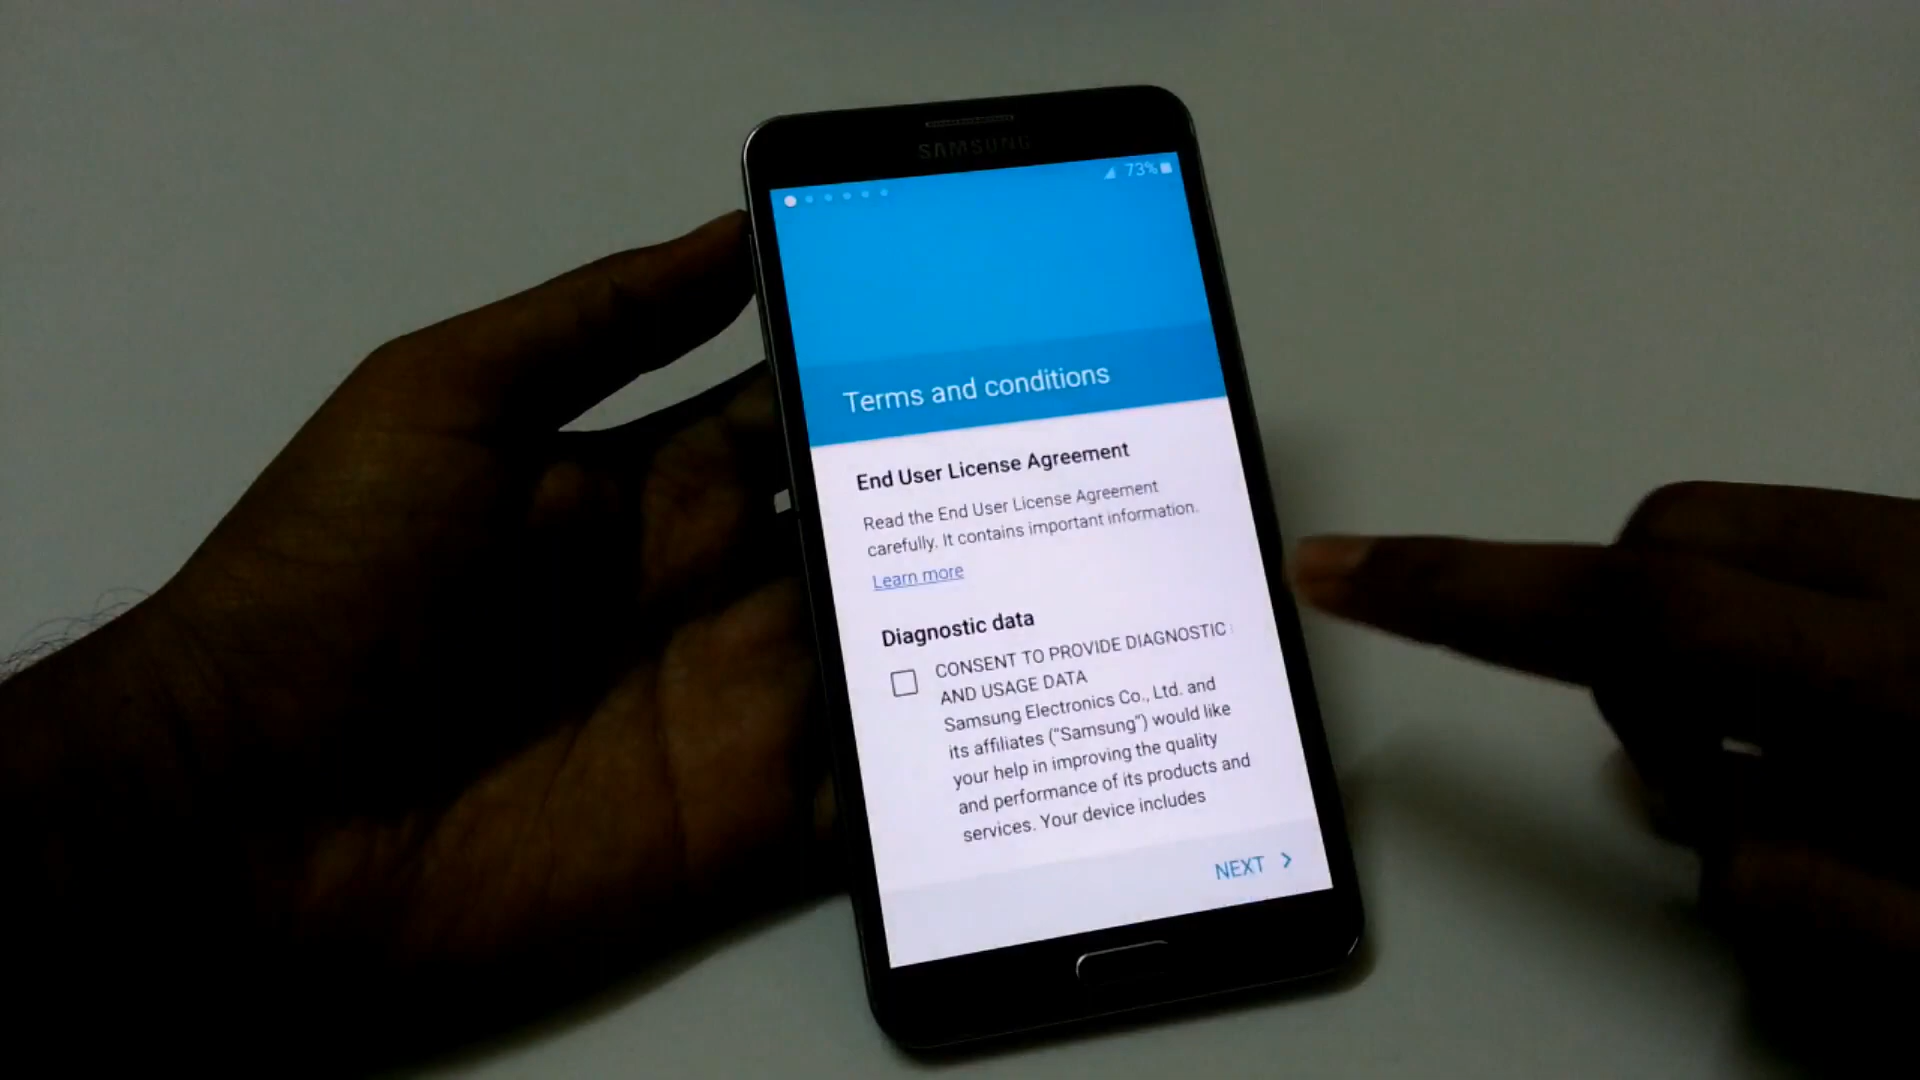 SAMSUNG
73%
Terms and conditions
End User License Agreement
Read the End User License Agreement
carefully. It contains important information.
Learn more
Diagnostic data
CONSENT TO PROVIDE DIAGNOSTIC
AND USAGE DATA
Samsung Electronics Co., Ltd. and
its affiliates ("Samsung") would like
your help in improving the quality
and performance of its products and
services. Your device includes
NEXT >